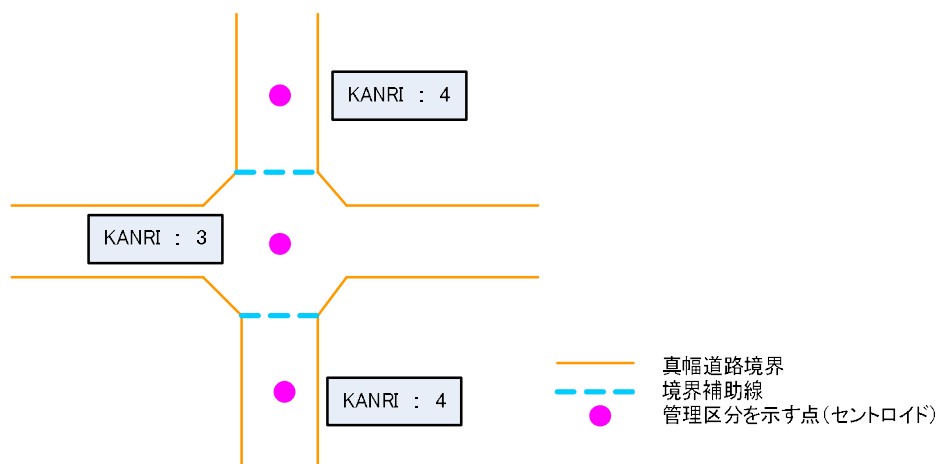 KANRI : 4
KANRI : 3
KANRI : 4
真幅道路境界
境界補助線
管理区分を示す点(セントロイド)